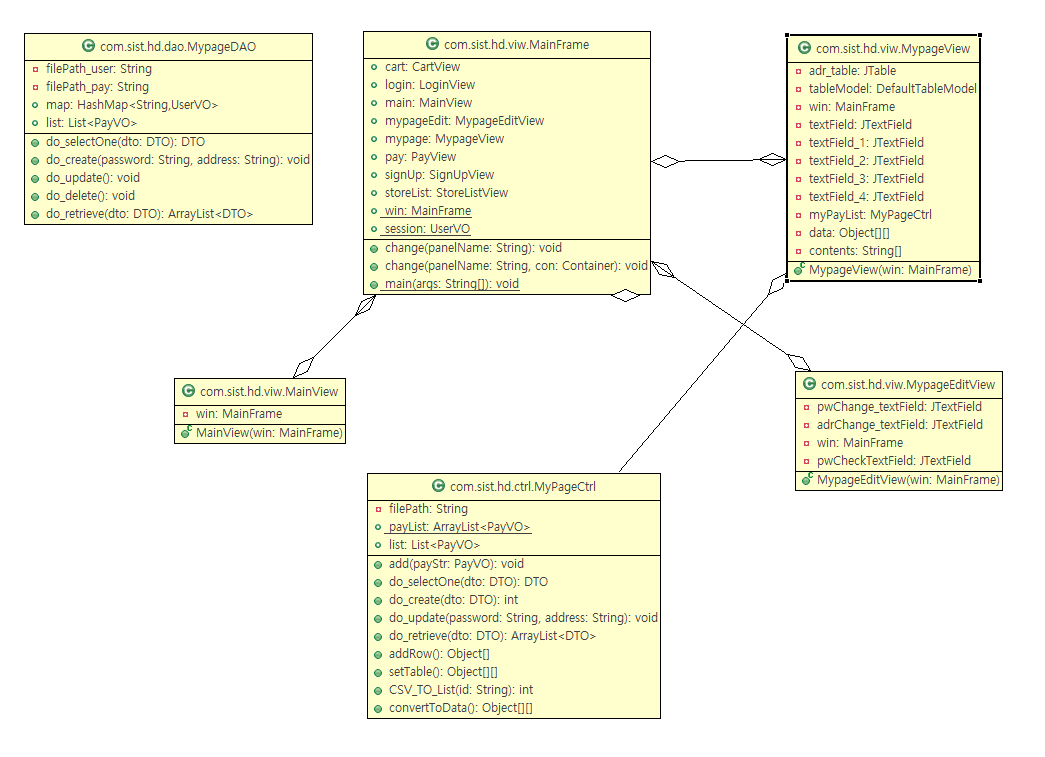 com.sist.hd.dao.MypageDAO
filePath_user: String
filePath_pay: String
map: HashMap<String,UserVO>
list: List<PayVO>
do_selectOne(dto: DTO): DTO
do_create(password: String, address: String): void
do_update(): void
do_delete(): void
do_retrieve(dto: DTO): ArrayList<DTO>
com.sist.hd.viw.MainFrame
cart: CartView
login: LoginView
main: MainView
mypageEdit: MypageEditView
mypage: MypageView
pay: PayView
signUp: SignUpView
storeList: StoreListView
win: MainFrame
session: UserVO
change(panelName: String): void
change(panelName: String, con: Container): void
main(args: String[]): void
com.sist.hd.viw.MypageView
adr_table: JTable
tableModel: DefaultTableModel
win: MainFrame
textField: JTextField
textField_1: JTextField
textField_2: JTextField
textField_3: JTextField
textField_4: JTextField
myPayList: MyPageCtrl
data: Object[][]
contents: String[]
MypageView(win: MainFrame)
com.sist.hd.viw.MainView
win: MainFrame
MainView(win: MainFrame)
com.sist.hd.viw.MypageEditView
pwChange_textField: JTextField
adrChange_textField: JTextField
win: MainFrame
pwCheckTextField: JTextField
MypageEditView(win: MainFrame)
com.sist.hd.ctrl.MyPageCtrl
filePath: String
payList: ArrayList<PayVO>
list: List<PayVO>
add(payStr: PayVO): void
do_selectOne(dto: DTO): DTO
do_create(dto: DTO): int
do_update(password: String, address: String): void
do_retrieve(dto: DTO): ArrayList<DTO>
addRow(): Object[]
setTable(): Object[][]
CSV_TO_List(id: String): int
convertToData(): Object[][]